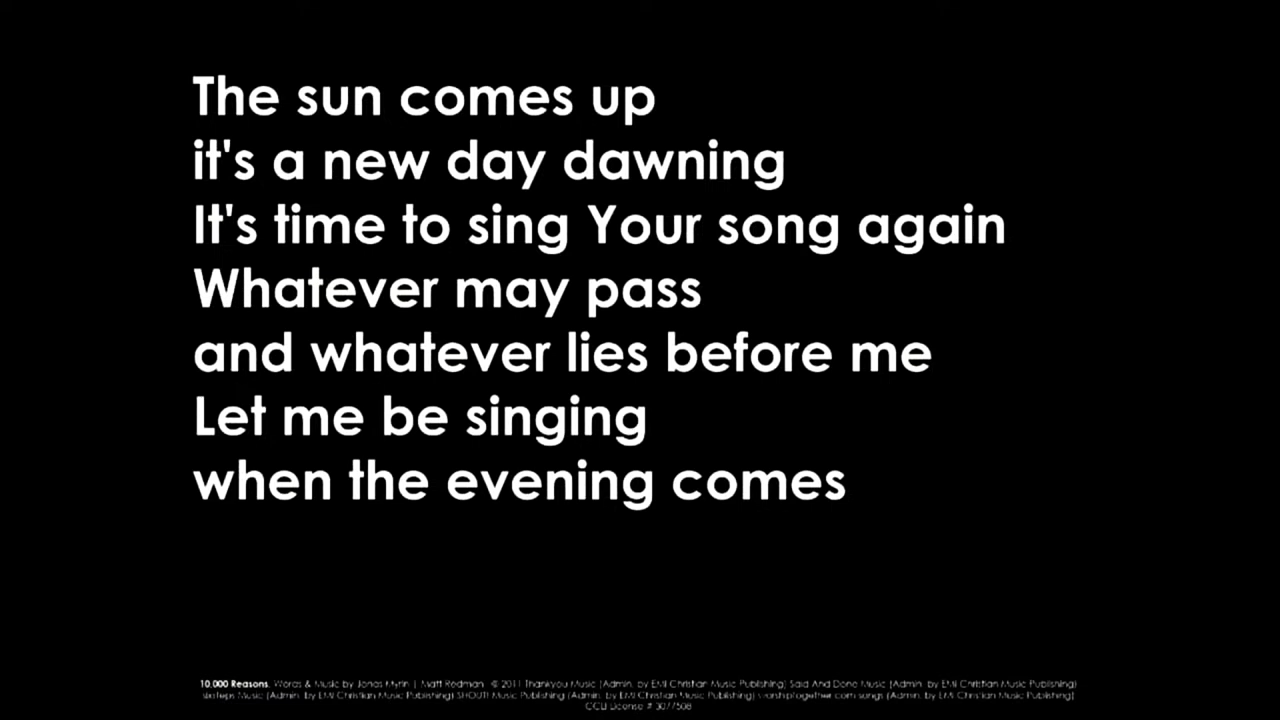 The sun comes up
it's a new day dawning
It's time to sing Your song again
Whatever may pass
and whatever lies before me
Let me be singing
when the evening comes
10,000 Reasons. Words & Music by Jonas Myrin | Matt Redman © 2011 Thankyou Music (Admin. by EMI Christian Music Publishing) Said And Done Music (Admin. by EMI Christian Music Publishing)
sixsteps Music (Admin. by EMI Christian Music Publishing) SHOUT! Music Publishing (Admin. by EMI Christian Music Publishing) worshiptogether.com songs (Admin. by EMI Christian Music Publishing)
CCLI License # 3077508